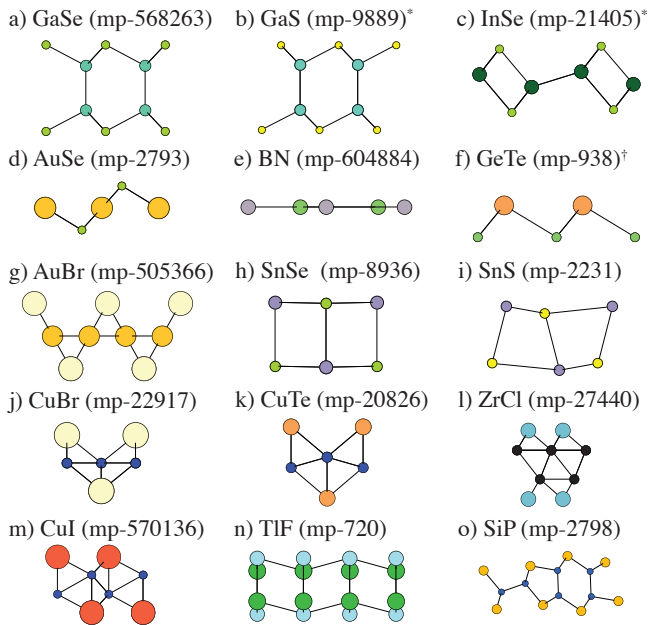 a) GaSe (mp-568263)
b) GaS (mp-9889)*
c) InSe (mp-21405)*
d) AuSe (mp-2793)
e) BN (mp-604884)
f) GeTe (mp-938)†
g) AuBr (mp-505366)
h) SnSe (mp-8936)
i) SnS (mp-2231)
j) CuBr (mp-22917)
k) CuTe (mp-20826)
l) ZrCl (mp-27440)
m) CuI (mp-570136)
n) TlF (mp-720)
o) SiP (mp-2798)